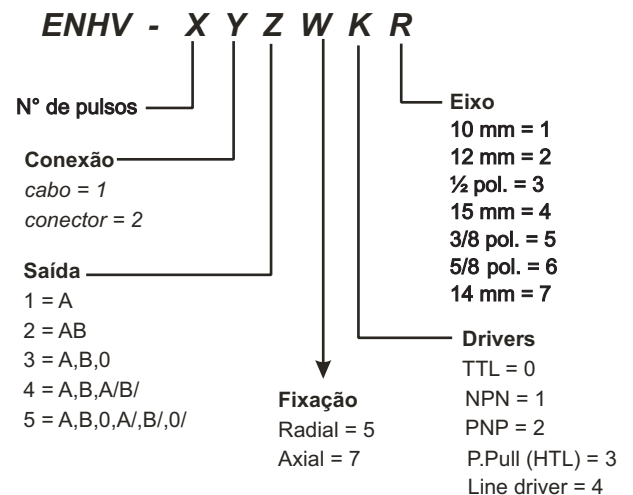 ENHV - X Y Z W K R
N° de pulsos
Conexão
cabo = 1
conector = 2
Saída
1 = A
2 = AB
3 = A,B,0
4 = A,B,A/B/
5 = A,B,0,A/,B/,0/
Fixação
Radial = 5
Axial = 7
Eixo
10 mm = 1
12 mm = 2
½ pol. = 3
15 mm = 4
3/8 pol. = 5
5/8 pol. = 6
14 mm = 7
Drivers
TTL = 0
NPN = 1
PNP = 2
P.Pull (HTL) = 3
Line driver = 4